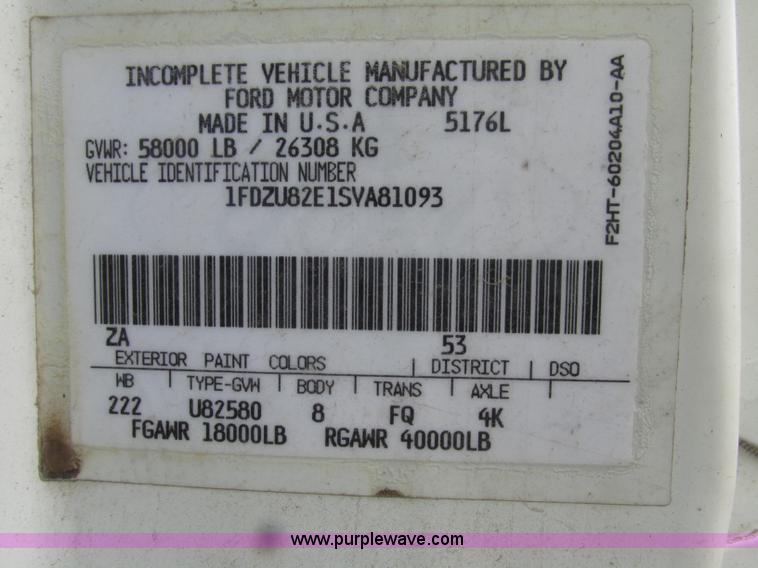 INCOMPLETE VEHICLE MANUFACTURED BY
FORD MOTOR COMPANY
MADE IN U.S.A 5176L
GVWR: 58000 LB / 26308 KG
VEHICLE IDENTIFICATION NUMBER
1FDZU82E1SVA81093
F2HT-60204A10-AA
ZA 53
EXTERIOR PAINT COLORS DISTRICT DSO
WB TYPE-GVW BODY TRANS AXLE
222 U82580 8 FQ 4K
FGAWR 18000LB RGAWR 40000LB
www.purplewave.com